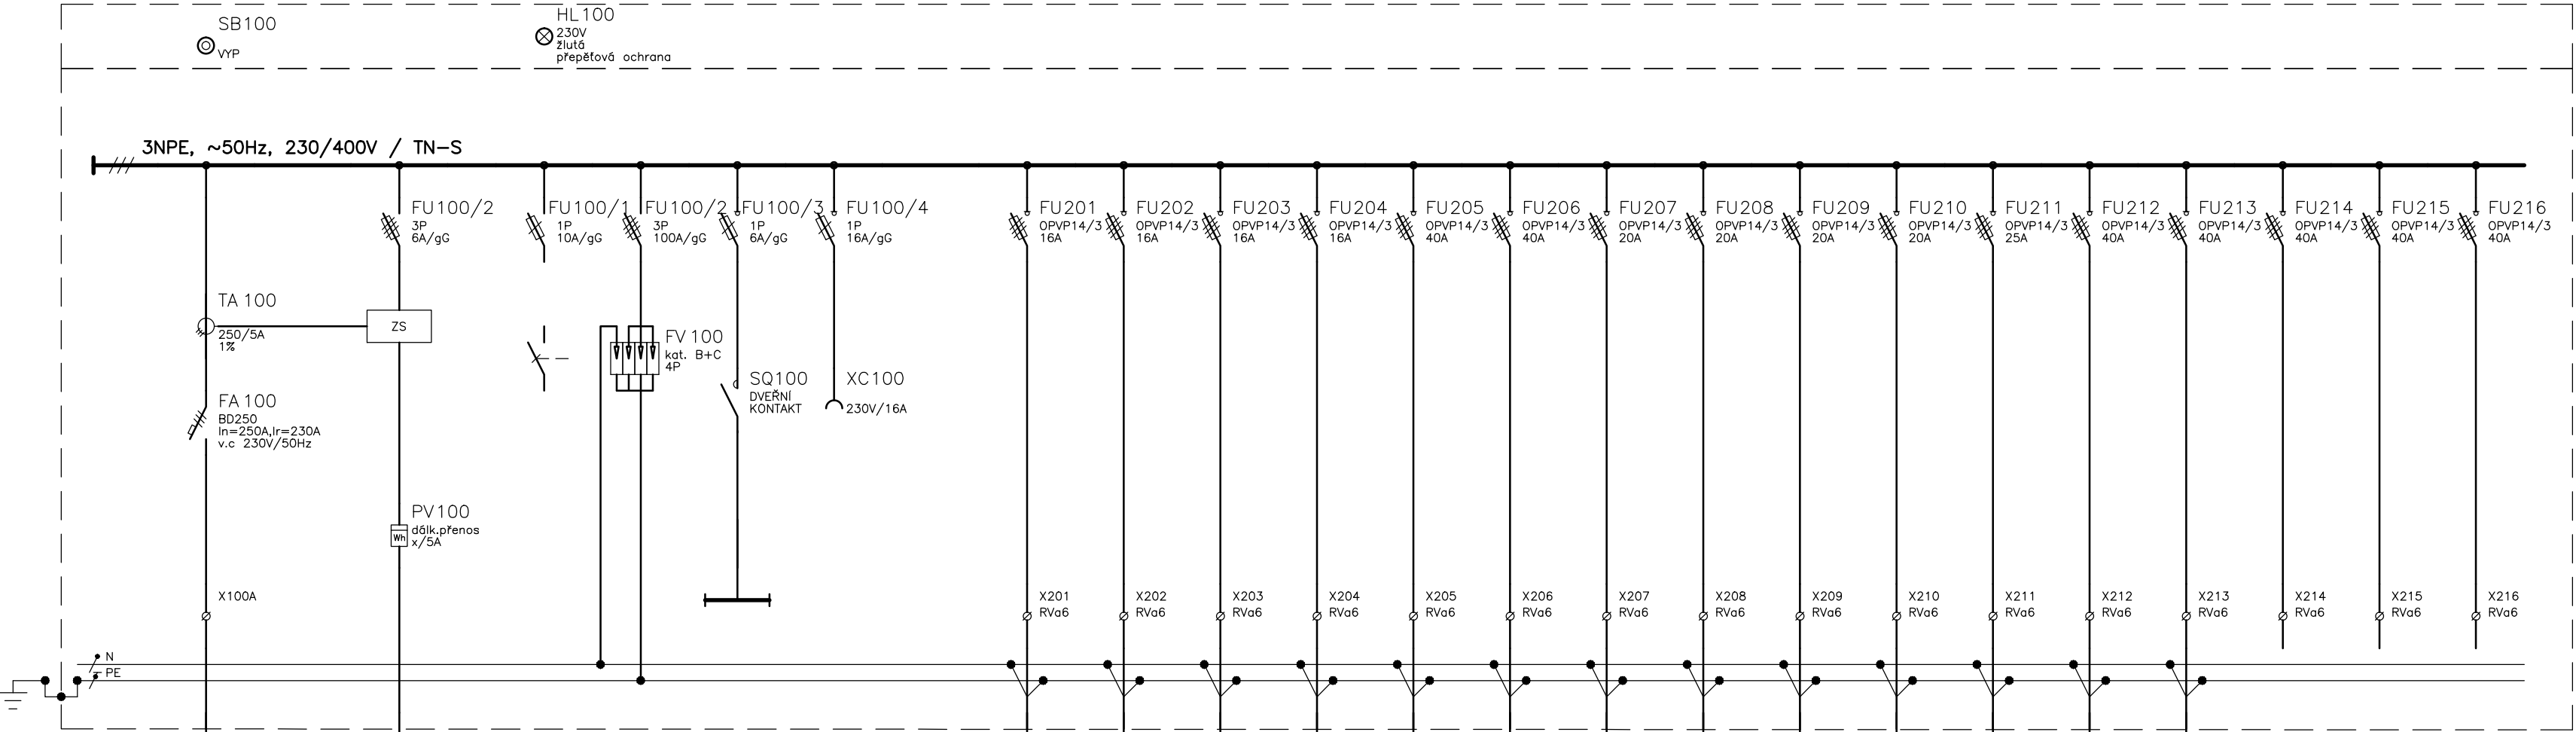 SB100
VYP
HL100
230V
žlutá
přepěťová ochrana
3NPE, ~50Hz, 230/400V / TN-S
FU100/2
3P
6A/gG
FU100/1
1P
10A/gG
FU100/2
3P
100A/gG
FU100/3
1P
6A/gG
FU100/4
1P
16A/gG
FU201
OPVP14/3
16A
FU202
OPVP14/3
16A
FU203
OPVP14/3
16A
FU204
OPVP14/3
16A
FU205
OPVP14/3
40A
FU206
OPVP14/3
40A
FU207
OPVP14/3
20A
FU208
OPVP14/3
20A
FU209
OPVP14/3
20A
FU210
OPVP14/3
20A
FU211
OPVP14/3
25A
FU212
OPVP14/3
40A
FU213
OPVP14/3
40A
FU214
OPVP14/3
40A
FU215
OPVP14/3
40A
FU216
OPVP14/3
40A
TA100
250/5A
1%
ZS
FV100
kat. B+C
4P
SQ100
DVEŘNÍ
KONTAKT
XC100
230V/16A
FA100
BD250
In=250A,Ir=230A
v.c 230V/50Hz
PV100
dálk.přenos
x/5A
Wh
X100A
X201
RVa6
X202
RVa6
X203
RVa6
X204
RVa6
X205
RVa6
X206
RVa6
X207
RVa6
X208
RVa6
X209
RVa6
X210
RVa6
X211
RVa6
X212
RVa6
X213
RVa6
X214
RVa6
X215
RVa6
X216
RVa6
N
PE